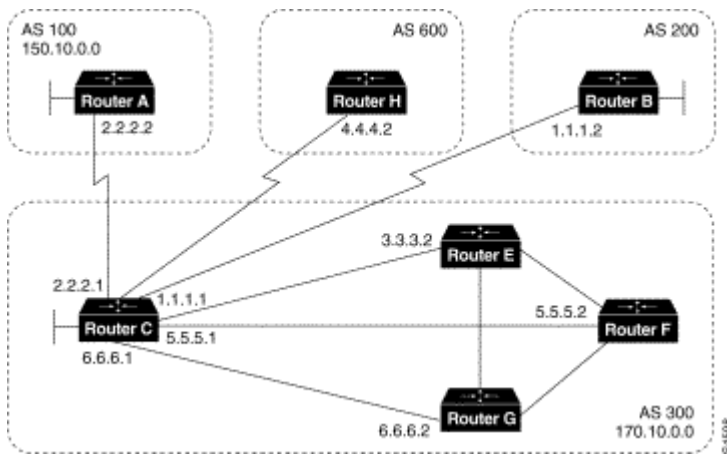 AS 100
150.10.0.0
AS 600
AS 200
Router A
Router H
Router B
2.2.2.2
4.4.4.2
1.1.1.2
3.3.3.2
Router E
2.2.2.1
1.1.1.1
5.5.5.2
Router C
5.5.5.1
Router F
6.6.6.1
Router G
6.6.6.2
AS 300
170.10.0.0